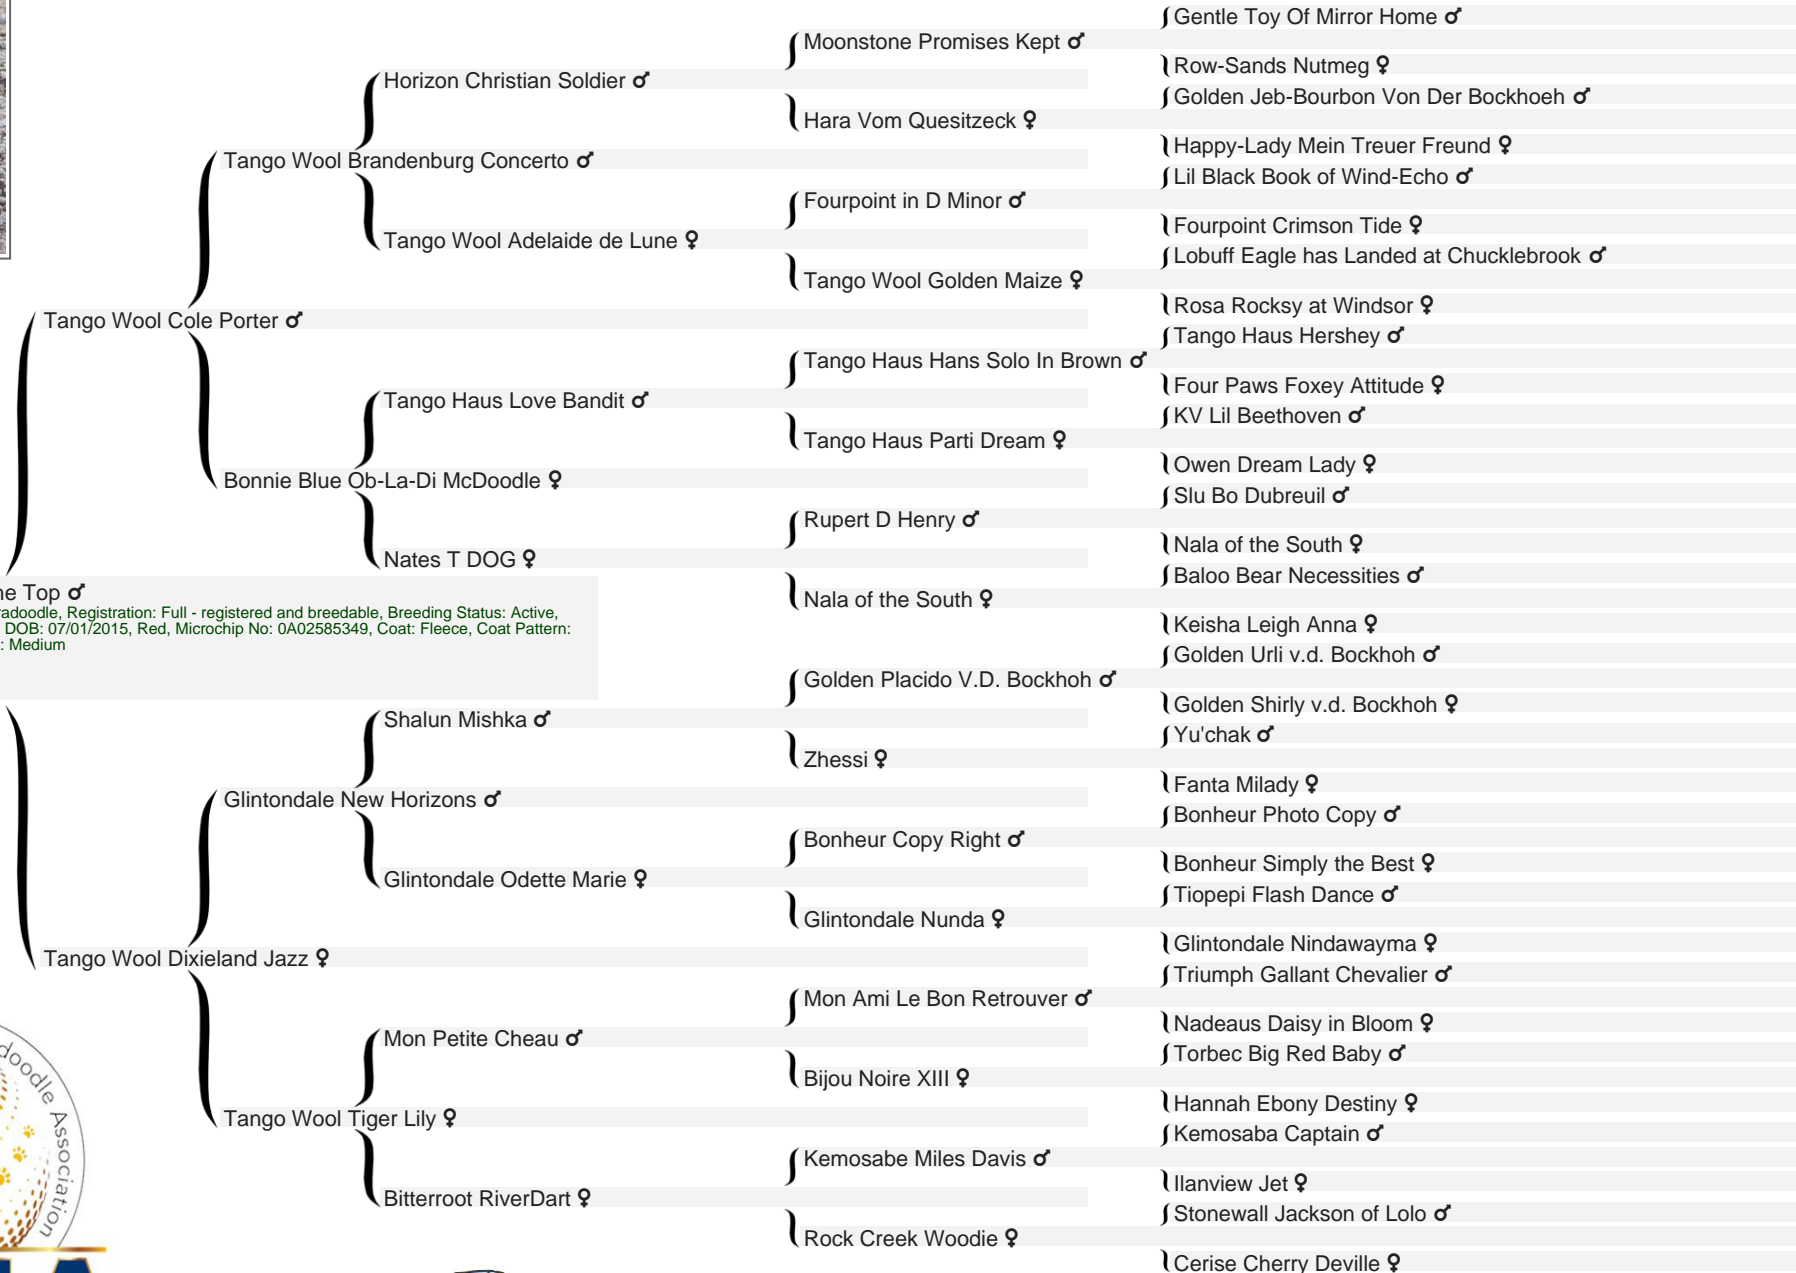 Gentle Toy Of Mirror Home ♂
Moonstone Promises Kept ♂
Row-Sands Nutmeg ♀
Horizon Christian Soldier ♂
Golden Jeb-Bourbon Von Der Bockhoeh ♂
Hara Vom Quesitzeck ♀
Happy-Lady Mein Treuer Freund ♀
Tango Wool Brandenburg Concerto ♂
Lil Black Book of Wind-Echo ♂
Fourpoint in D Minor ♂
Fourpoint Crimson Tide ♀
Tango Wool Adelaide de Lune ♀
Lobuff Eagle has Landed at Chucklebrook ♂
Tango Wool Golden Maize ♀
Rosa Rocksy at Windsor ♀
Tango Wool Cole Porter ♂
Tango Haus Hershey ♂
Tango Haus Hans Solo In Brown ♂
Four Paws Foxey Attitude ♀
Tango Haus Love Bandit ♂
KV Lil Beethoven ♂
Tango Haus Parti Dream ♀
Owen Dream Lady ♀
Bonnie Blue Ob-La-Di McDoodle ♀
Slu Bo Dubreuil ♂
Rupert D Henry ♂
Nala of the South ♀
Nates T DOG ♀
Baloo Bear Necessities ♂
Nala of the South ♀
Keisha Leigh Anna ♀
ne Top ♂
radoodle, Registration: Full - registered and breedable, Breeding Status: Active,
DOB: 07/01/2015, Red, Microchip No: 0A02585349, Coat: Fleece, Coat Pattern:
: Medium
Golden Urli v.d. Bockhoh ♂
Golden Placido V.D. Bockhoh ♂
Golden Shirly v.d. Bockhoh ♀
Shalun Mishka ♂
Yu'chak ♂
Zhessi ♀
Fanta Milady ♀
Glintondale New Horizons ♂
Bonheur Photo Copy ♂
Bonheur Copy Right ♂
Bonheur Simply the Best ♀
Glintondale Odette Marie ♀
Tiopepi Flash Dance ♂
Glintondale Nunda ♀
Glintondale Nindawayma ♀
Tango Wool Dixieland Jazz ♀
Triumph Gallant Chevalier ♂
Mon Ami Le Bon Retrouver ♂
Nadeaus Daisy in Bloom ♀
Mon Petite Cheau ♂
Torbec Big Red Baby ♂
Bijou Noire XIII ♀
Hannah Ebony Destiny ♀
Tango Wool Tiger Lily ♀
Kemosaba Captain ♂
Kemosabe Miles Davis ♂
Ilanview Jet ♀
Bitterroot RiverDart ♀
Stonewall Jackson of Lolo ♂
Rock Creek Woodie ♀
Cerise Cherry Deville ♀
doodle Association